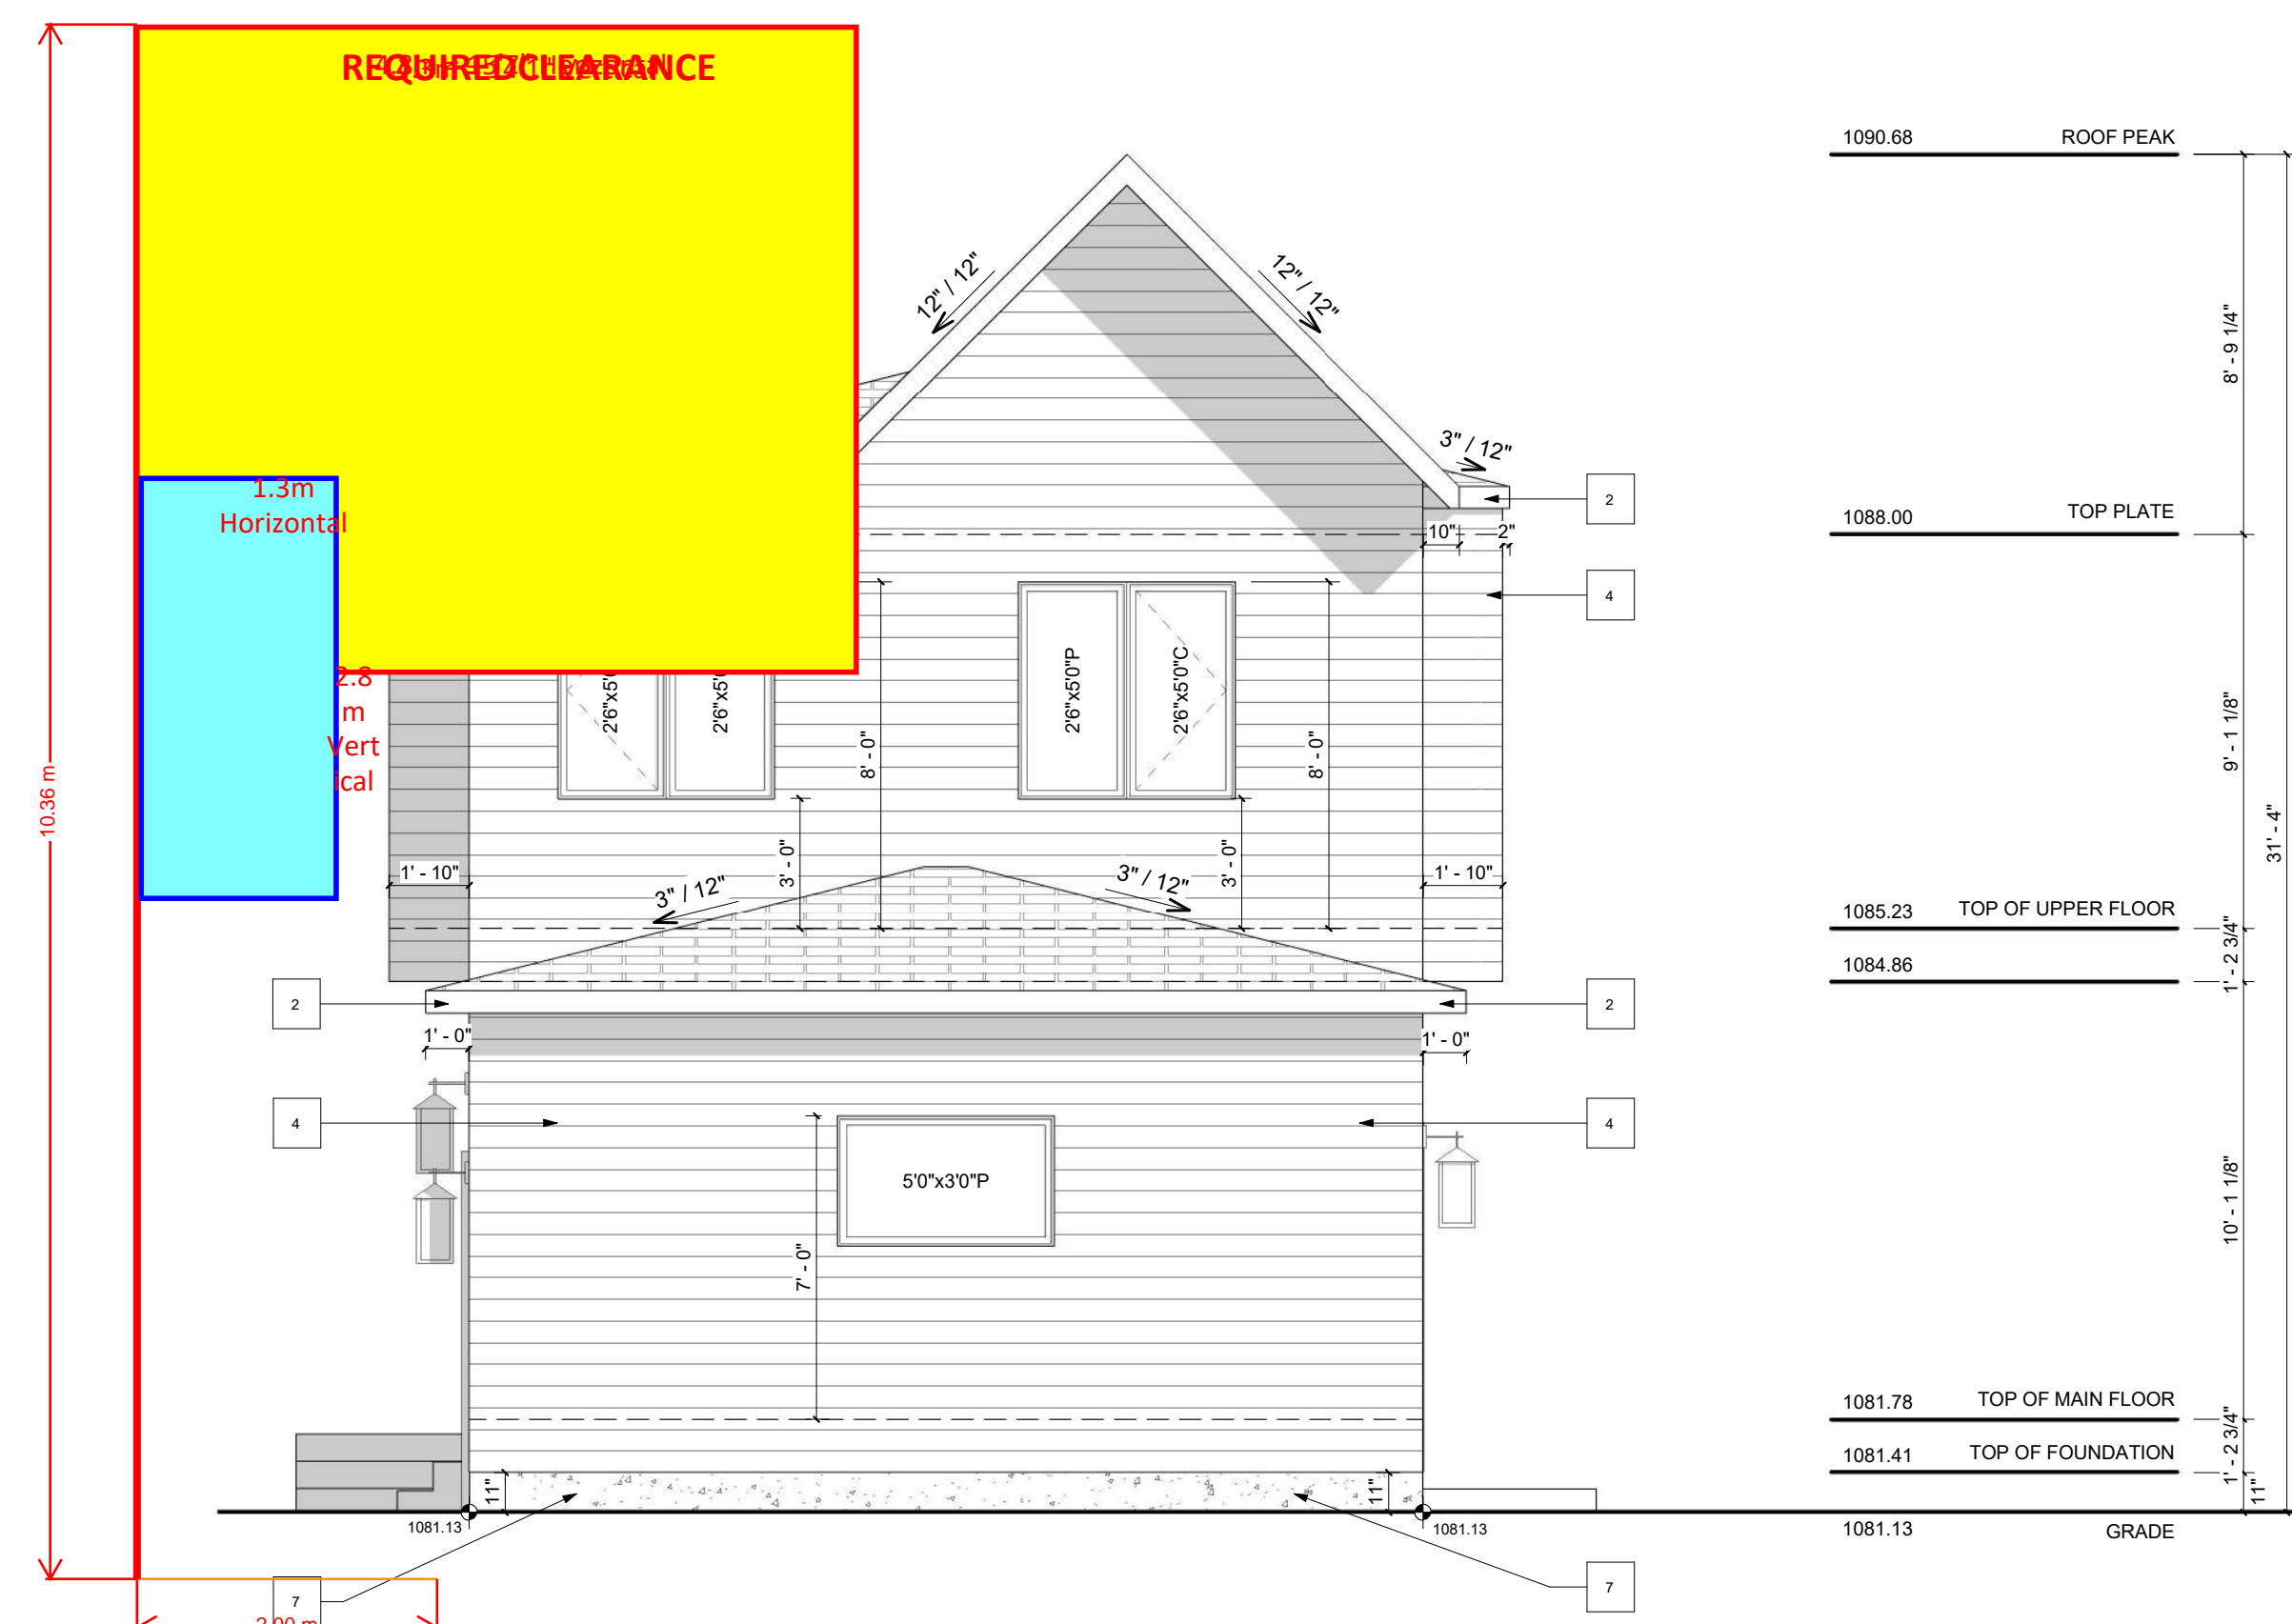 REQUIRED CLEARANCE
1090.68 ROOF PEAK
12" / 12"
12" / 12"
8' - 9 1/4"
3" / 12"
1.3m
Horizontal
2
1088.00 TOP PLATE
10"
2"
4
2.8
m
Vert
ical
2'6"x5'0"P
2'6"x5'0"C
8' - 0"
8' - 0"
9' - 1 1/8"
10.36 m
31' - 4"
3' - 0"
3' - 0"
1' - 10"
3" / 12"
3" / 12"
1' - 10"
1085.23 TOP OF UPPER FLOOR
1' - 2 3/4"
1084.86
2
2
1' - 0"
1' - 0"
4
4
5'0"x3'0"P
10' - 1 1/8"
7' - 0"
1081.78 TOP OF MAIN FLOOR
1' - 2 3/4"
1081.41 TOP OF FOUNDATION
11"
11"
11"
1081.13
1081.13
1081.13 GRADE
7
7
2.00 m